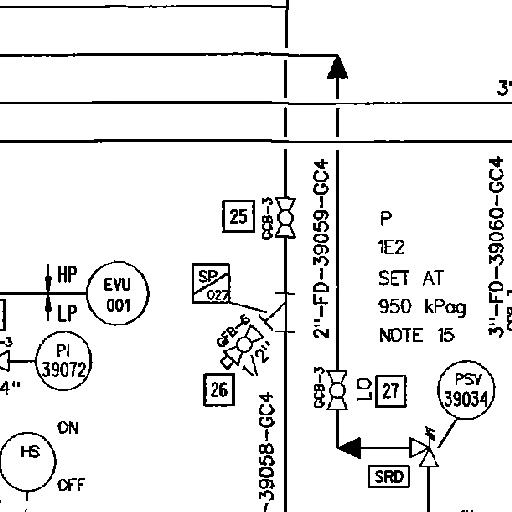 3"
25
GCB-3
2"-FD-39059-GC4
3"-FD-39060-GC4
P
1E2
SET AT
950 kPag
NOTE 15
HP
LP
EVU
001
SP
027
GFB-6
1/2"
26
-3
PI
39072
4"
ON
HS
OFF
-39058-GC4
GCB-3
LO
27
PSV
39034
SRD